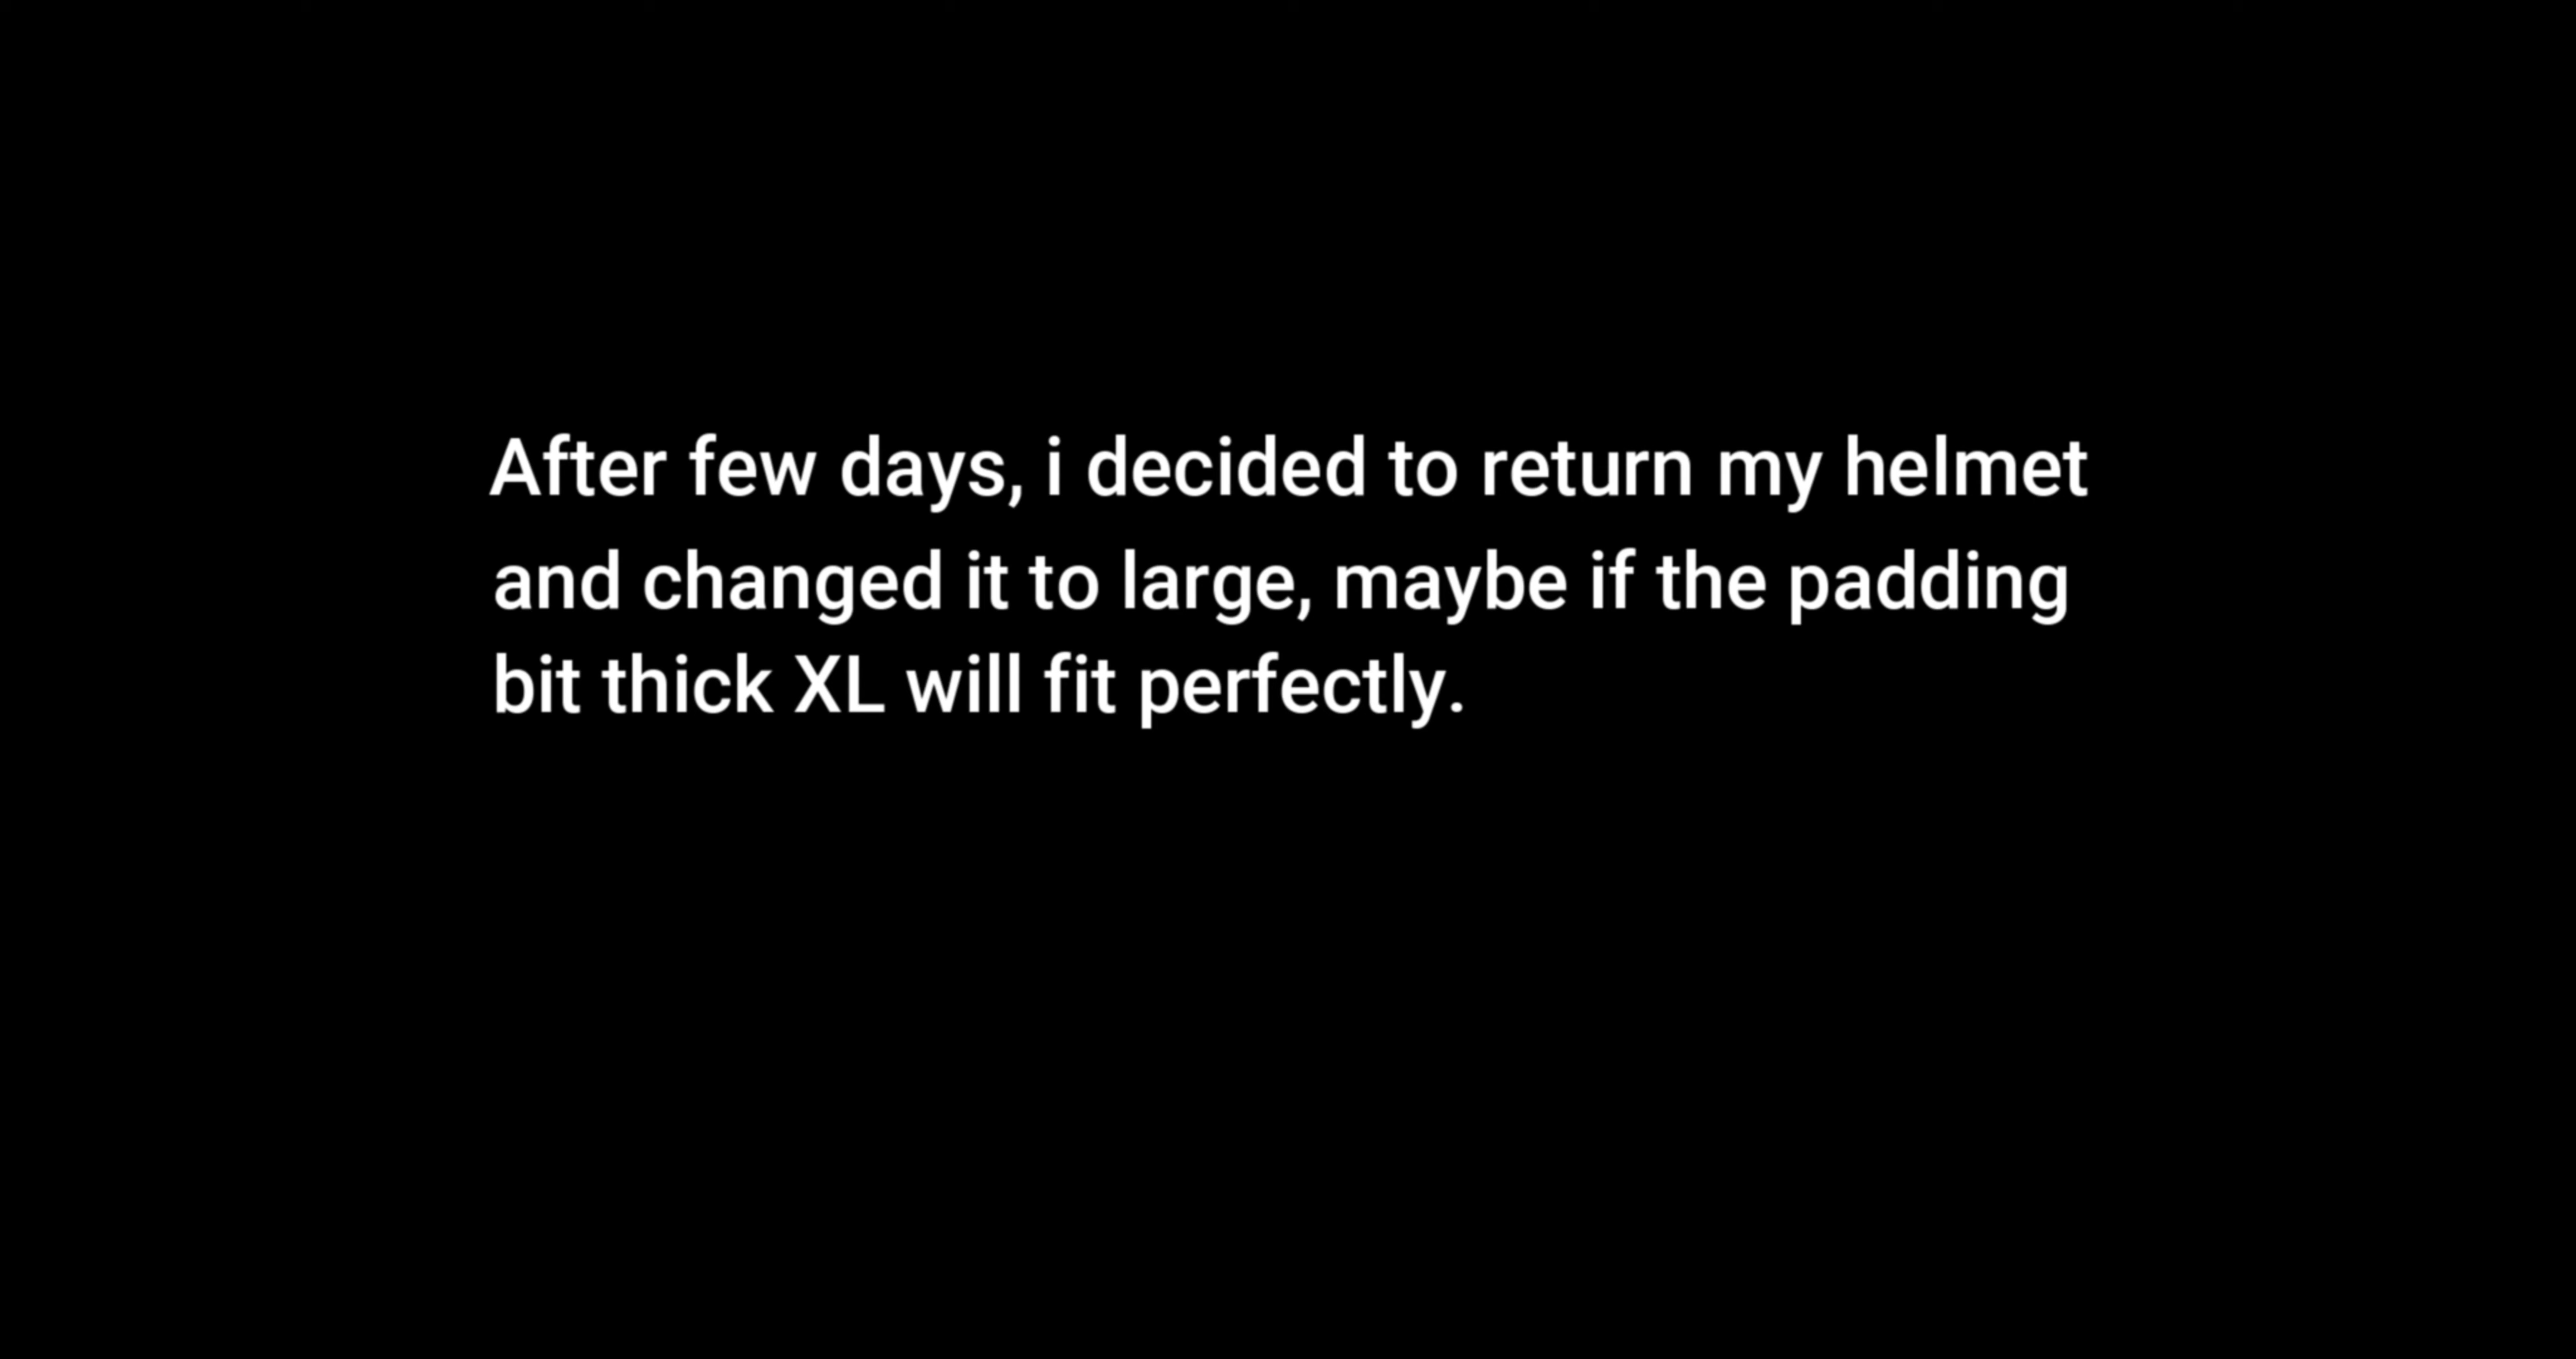 After few days, i decided to return my helmet
and changed it to large, maybe if the padding
bit thick XL will fit perfectly.